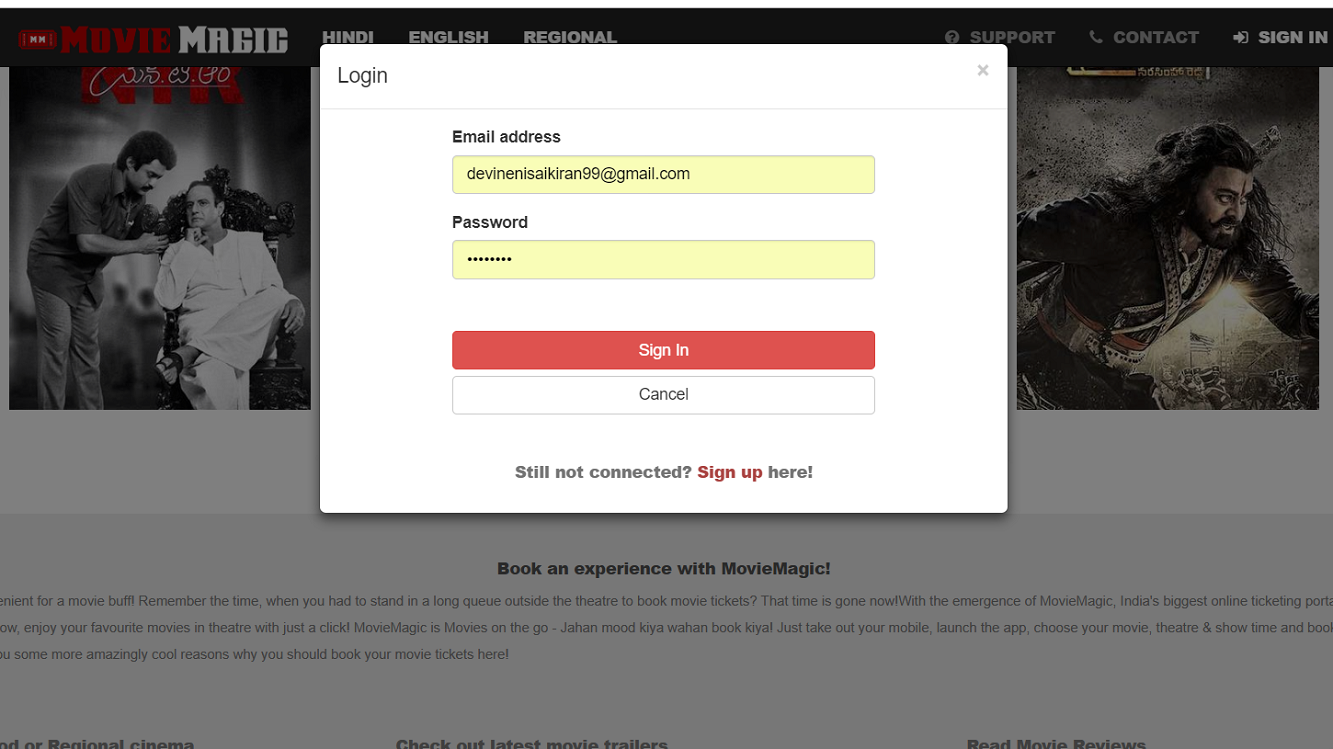 MOVIE MAGIC HINDI ENGLISH REGIONAL SUPPORT CONTACT SIGN IN
ఎన్.టి.ఆర్
NTR
నరసింహా రెడ్డి
Login ×
Email address
devinenisaikiran99@gmail.com
Password
••••••••
Sign In
Cancel
Still not connected? Sign up here!
Book an experience with MovieMagic!
enient for a movie buff! Remember the time, when you had to stand in a long queue outside the theatre to book movie tickets? That time is gone now!With the emergence of MovieMagic, India's biggest online ticketing porta
ow, enjoy your favourite movies in theatre with just a click! MovieMagic is Movies on the go - Jahan mood kiya wahan book kiya! Just take out your mobile, launch the app, choose your movie, theatre & show time and book
ou some more amazingly cool reasons why you should book your movie tickets here!
od or Regional cinema Check out latest movie trailers Read Movie Reviews